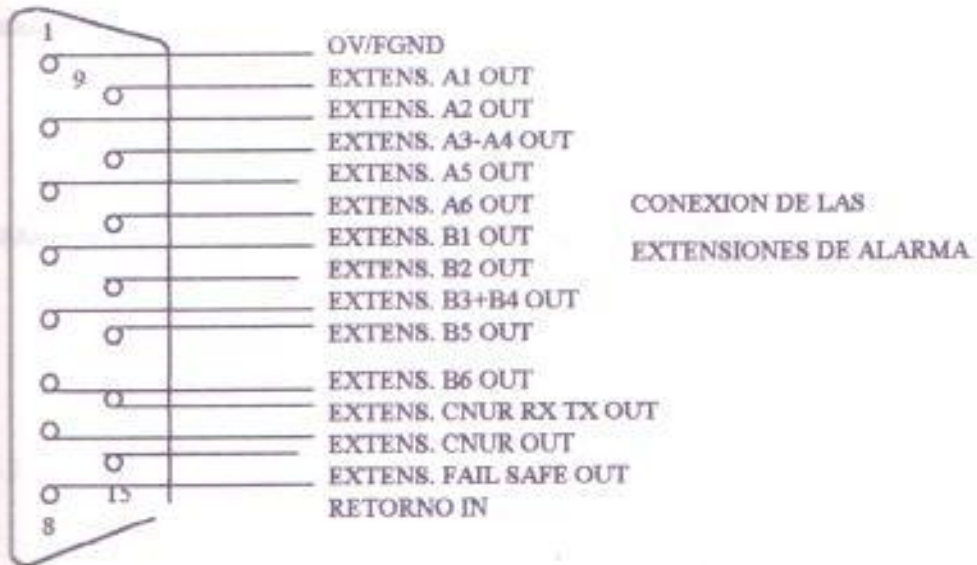 1
OV/FGND
9
EXTENS. A1 OUT
EXTENS. A2 OUT
EXTENS. A3-A4 OUT
EXTENS. A5 OUT
EXTENS. A6 OUT
CONEXION DE LAS
EXTENS. B1 OUT
EXTENSIONES DE ALARMA
EXTENS. B2 OUT
EXTENS. B3+B4 OUT
EXTENS. B5 OUT
EXTENS. B6 OUT
EXTENS. CNUR RX TX OUT
EXTENS. CNUR OUT
EXTENS. FAIL SAFE OUT
15
RETORNO IN
8